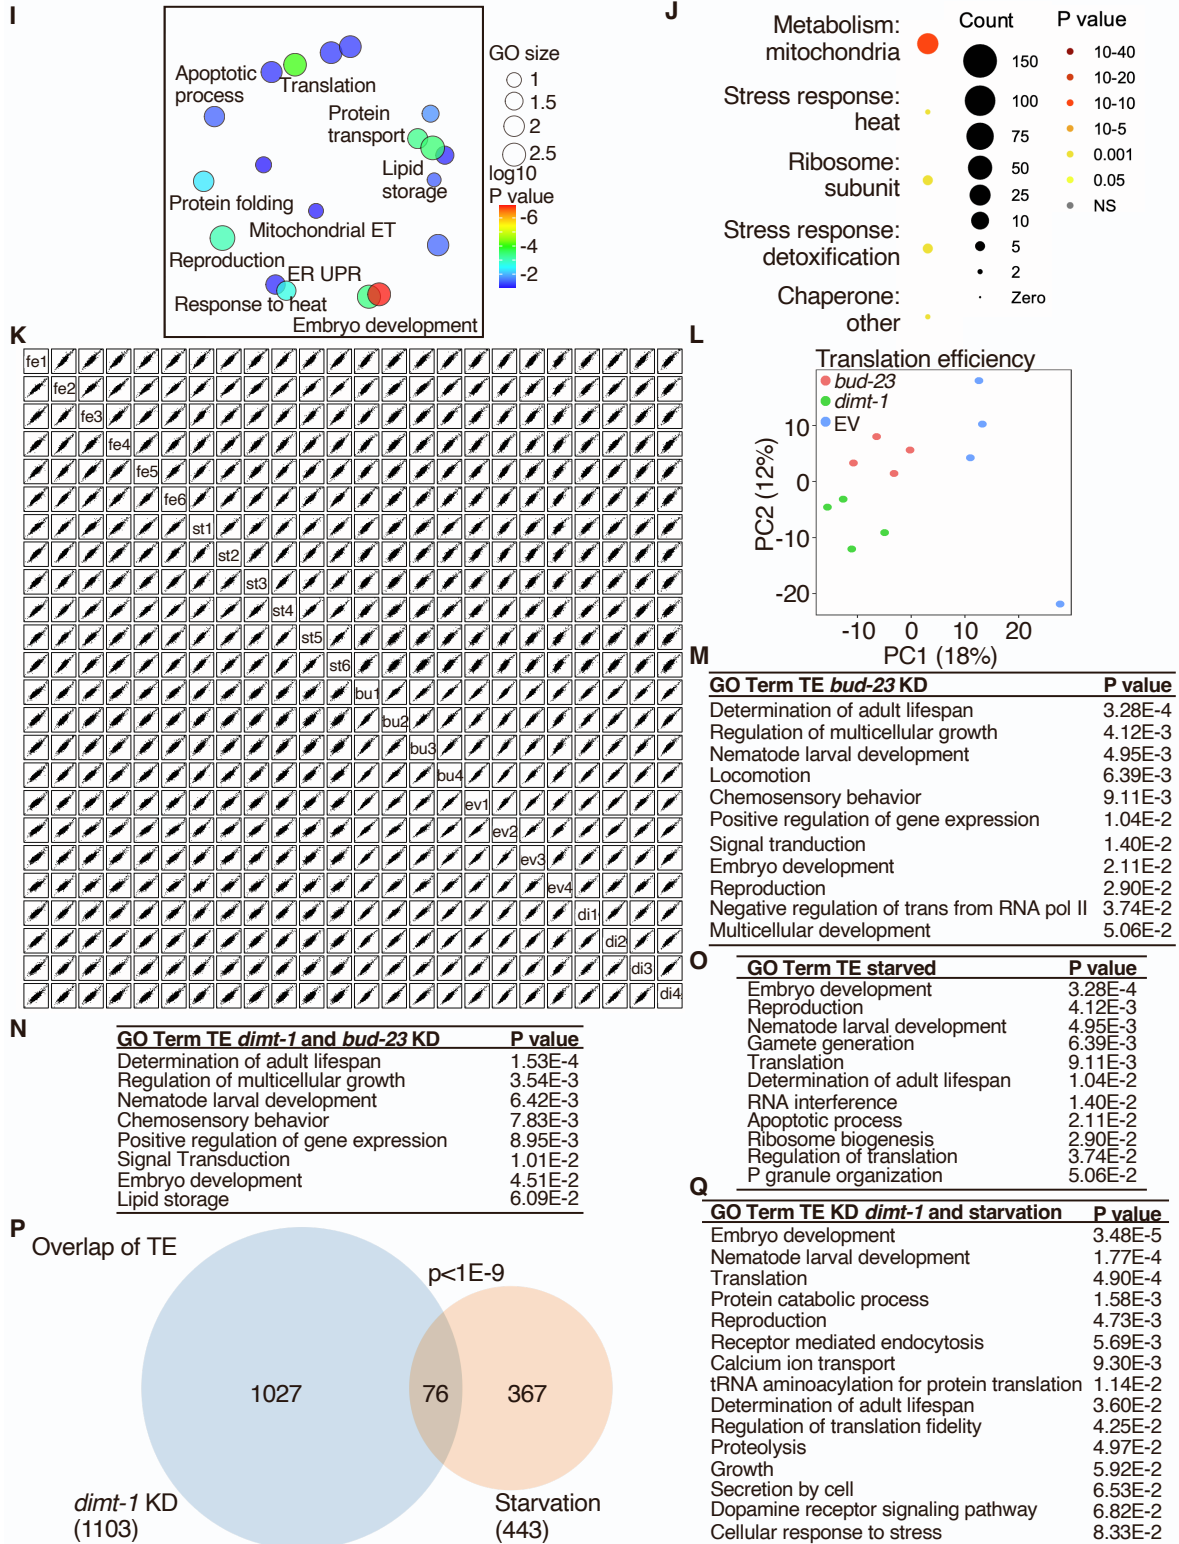 I
Apoptotic
process
Translation
Protein
transport
Lipid
storage
Protein folding
Mitochondrial ET
Reproduction
ER UPR
Response to heat
Embryo development
GO size
1
1.5
2
2.5
log10
P value
-6
-4
-2
J
Metabolism:
mitochondria
Stress response:
heat
Ribosome:
subunit
Stress response:
detoxification
Chaperone:
other
Count
150
100
75
50
25
10
5
2
Zero
P value
10-40
10-20
10-10
10-5
0.001
0.05
NS
K
fe1
fe2
fe3
fe4
fe5
fe6
st1
st2
st3
st4
st5
st6
bu1
bu2
bu3
bu4
ev1
ev2
ev3
ev4
di1
di2
di3
di4
L
Translation efficiency
bud-23
dimt-1
EV
PC2 (12%)
10
0
-10
-20
-10 0 10 20
PC1 (18%)
M
GO Term TE bud-23 KD P value
Determination of adult lifespan 3.28E-4
Regulation of multicellular growth 4.12E-3
Nematode larval development 4.95E-3
Locomotion 6.39E-3
Chemosensory behavior 9.11E-3
Positive regulation of gene expression 1.04E-2
Signal tranduction 1.40E-2
Embryo development 2.11E-2
Reproduction 2.90E-2
Negative regulation of trans from RNA pol II 3.74E-2
Multicellular development 5.06E-2
N
GO Term TE dimt-1 and bud-23 KD P value
Determination of adult lifespan 1.53E-4
Regulation of multicellular growth 3.54E-3
Nematode larval development 6.42E-3
Chemosensory behavior 7.83E-3
Positive regulation of gene expression 8.95E-3
Signal Transduction 1.01E-2
Embryo development 4.51E-2
Lipid storage 6.09E-2
O
GO Term TE starved P value
Embryo development 3.28E-4
Reproduction 4.12E-3
Nematode larval development 4.95E-3
Gamete generation 6.39E-3
Translation 9.11E-3
Determination of adult lifespan 1.04E-2
RNA interference 1.40E-2
Apoptotic process 2.11E-2
Ribosome biogenesis 2.90E-2
Regulation of translation 3.74E-2
P granule organization 5.06E-2
P
Overlap of TE
p<1E-9
1027
76
367
dimt-1 KD
(1103)
Starvation
(443)
Q
GO Term TE KD dimt-1 and starvation P value
Embryo development 3.48E-5
Nematode larval development 1.77E-4
Translation 4.90E-4
Protein catabolic process 1.58E-3
Reproduction 4.73E-3
Receptor mediated endocytosis 5.69E-3
Calcium ion transport 9.30E-3
tRNA aminoacylation for protein translation 1.14E-2
Determination of adult lifespan 3.60E-2
Regulation of translation fidelity 4.25E-2
Proteolysis 4.97E-2
Growth 5.92E-2
Secretion by cell 6.53E-2
Dopamine receptor signaling pathway 6.82E-2
Cellular response to stress 8.33E-2